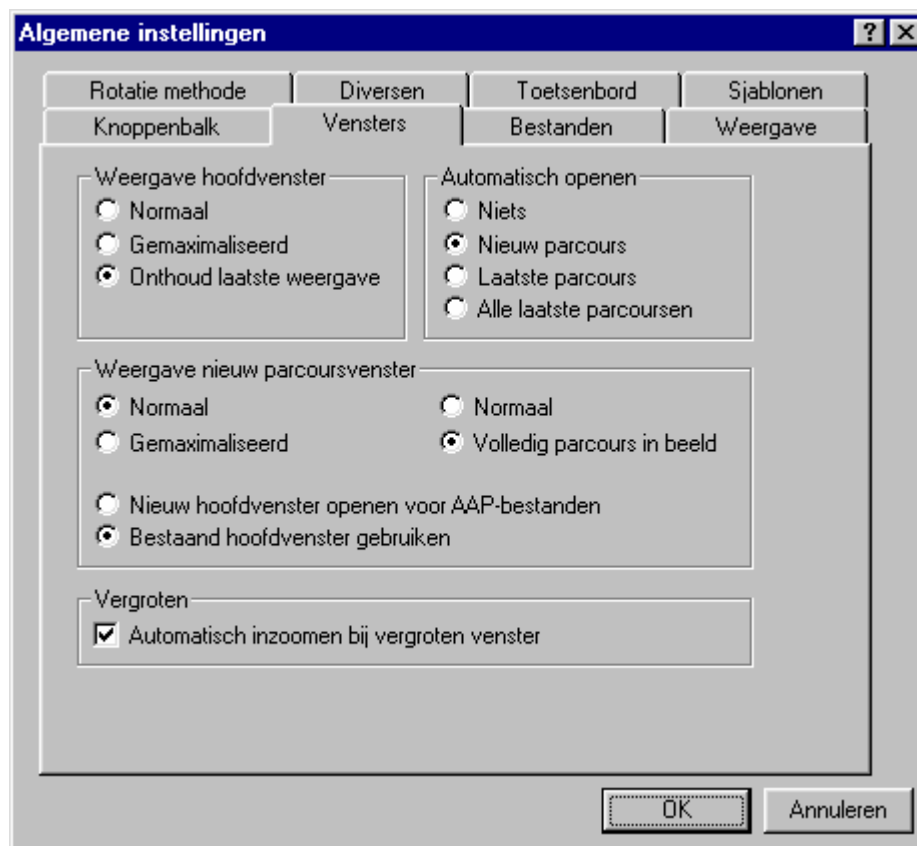 Algemene instellingen
Rotatie methode Diversen Toetsenbord Sjablonen
Knoppenbalk Vensters Bestanden Weergave
Weergave hoofdvenster
Normaal
Gemaximaliseerd
Onthoud laatste weergave
Automatisch openen
Niets
Nieuw parcours
Laatste parcours
Alle laatste parcoursen
Weergave nieuw parcoursvenster
Normaal Normaal
Gemaximaliseerd Volledig parcours in beeld
Nieuw hoofdvenster openen voor AAP-bestanden
Bestaand hoofdvenster gebruiken
Vergroten
Automatisch inzoomen bij vergroten venster
OK Annuleren